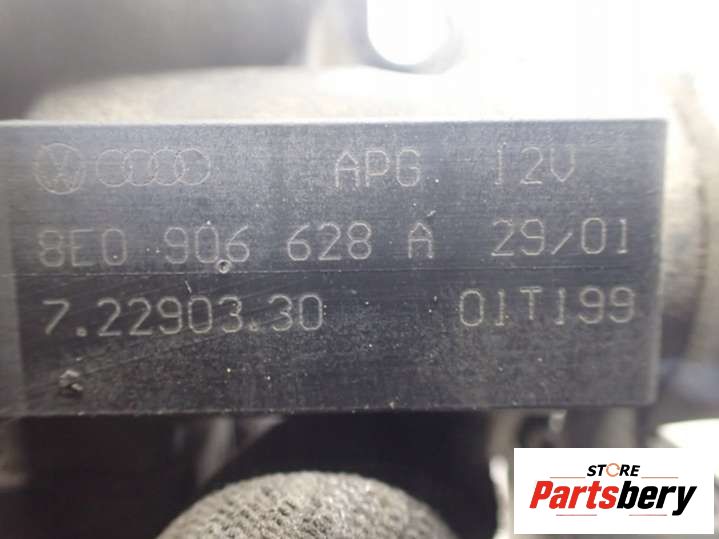 APG 12V
8E0 906 628 A 29/01
7.22903.30 01T199
STORE
Partsbery